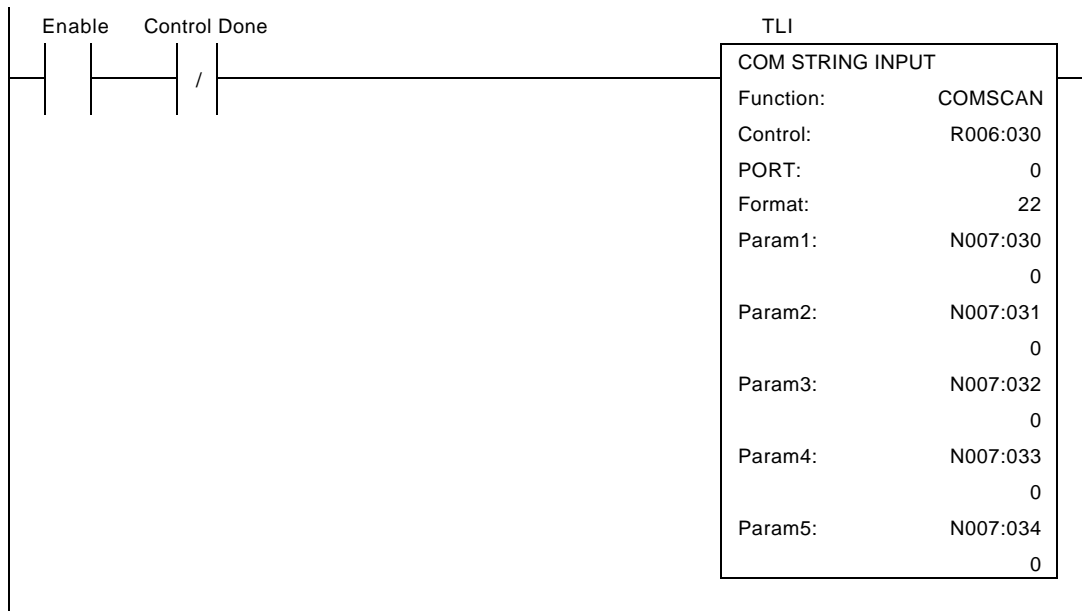 Enable Control Done TLI
/
COM STRING INPUT
Function: COMSCAN
Control: R006:030
PORT: 0
Format: 22
Param1: N007:030
0
Param2: N007:031
0
Param3: N007:032
0
Param4: N007:033
0
Param5: N007:034
0